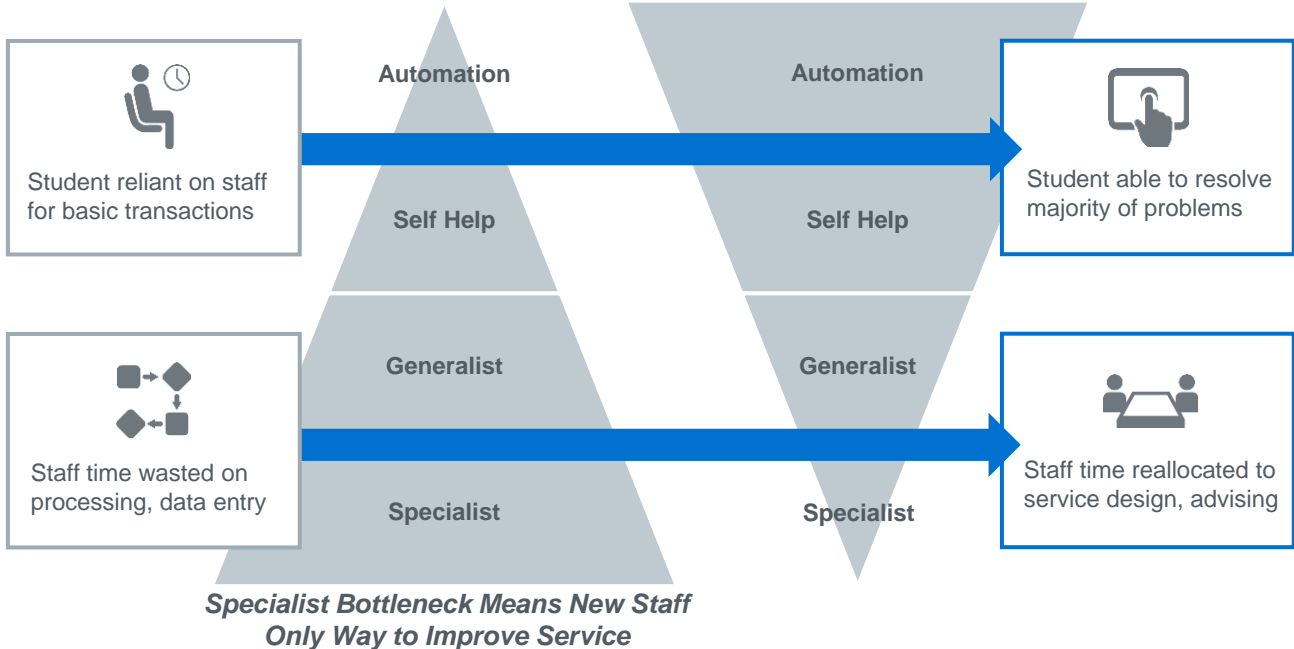 Automation
Automation
Student reliant on staff
for basic transactions
Student able to resolve
majority of problems
Self Help
Self Help
Generalist
Generalist
Staff time wasted on
processing, data entry
Staff time reallocated to
service design, advising
Specialist
Specialist
Specialist Bottleneck Means New Staff
Only Way to Improve Service